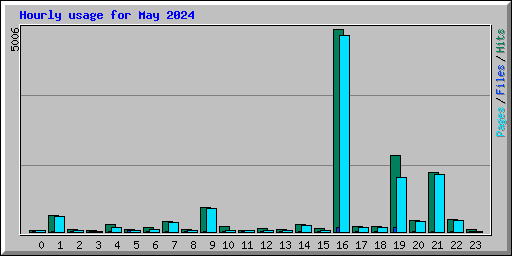 Hourly usage for May 2024
5006
Pages/Files/Hits
0 1 2 3 4 5 6 7 8 9 10 11 12 13 14 15 16 17 18 19 20 21 22 23